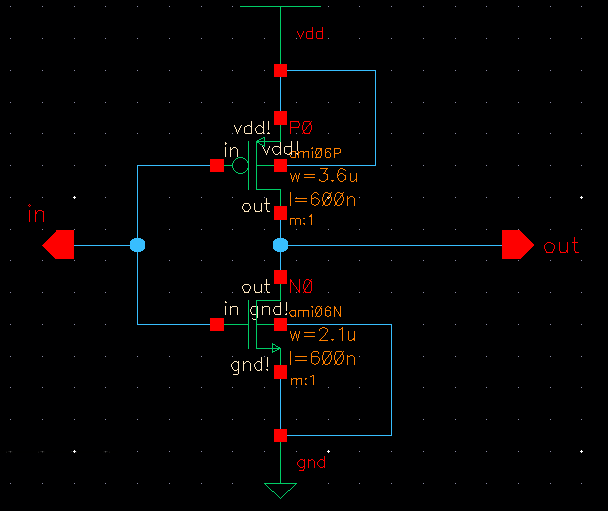 vdd
vdd!
P0
in
vdd!
ami06P
w=3.6u
l=600n
out
m:1
in
out
out
N0
in
gnd!
ami06N
w=2.1u
l=600n
gnd!
m:1
gnd